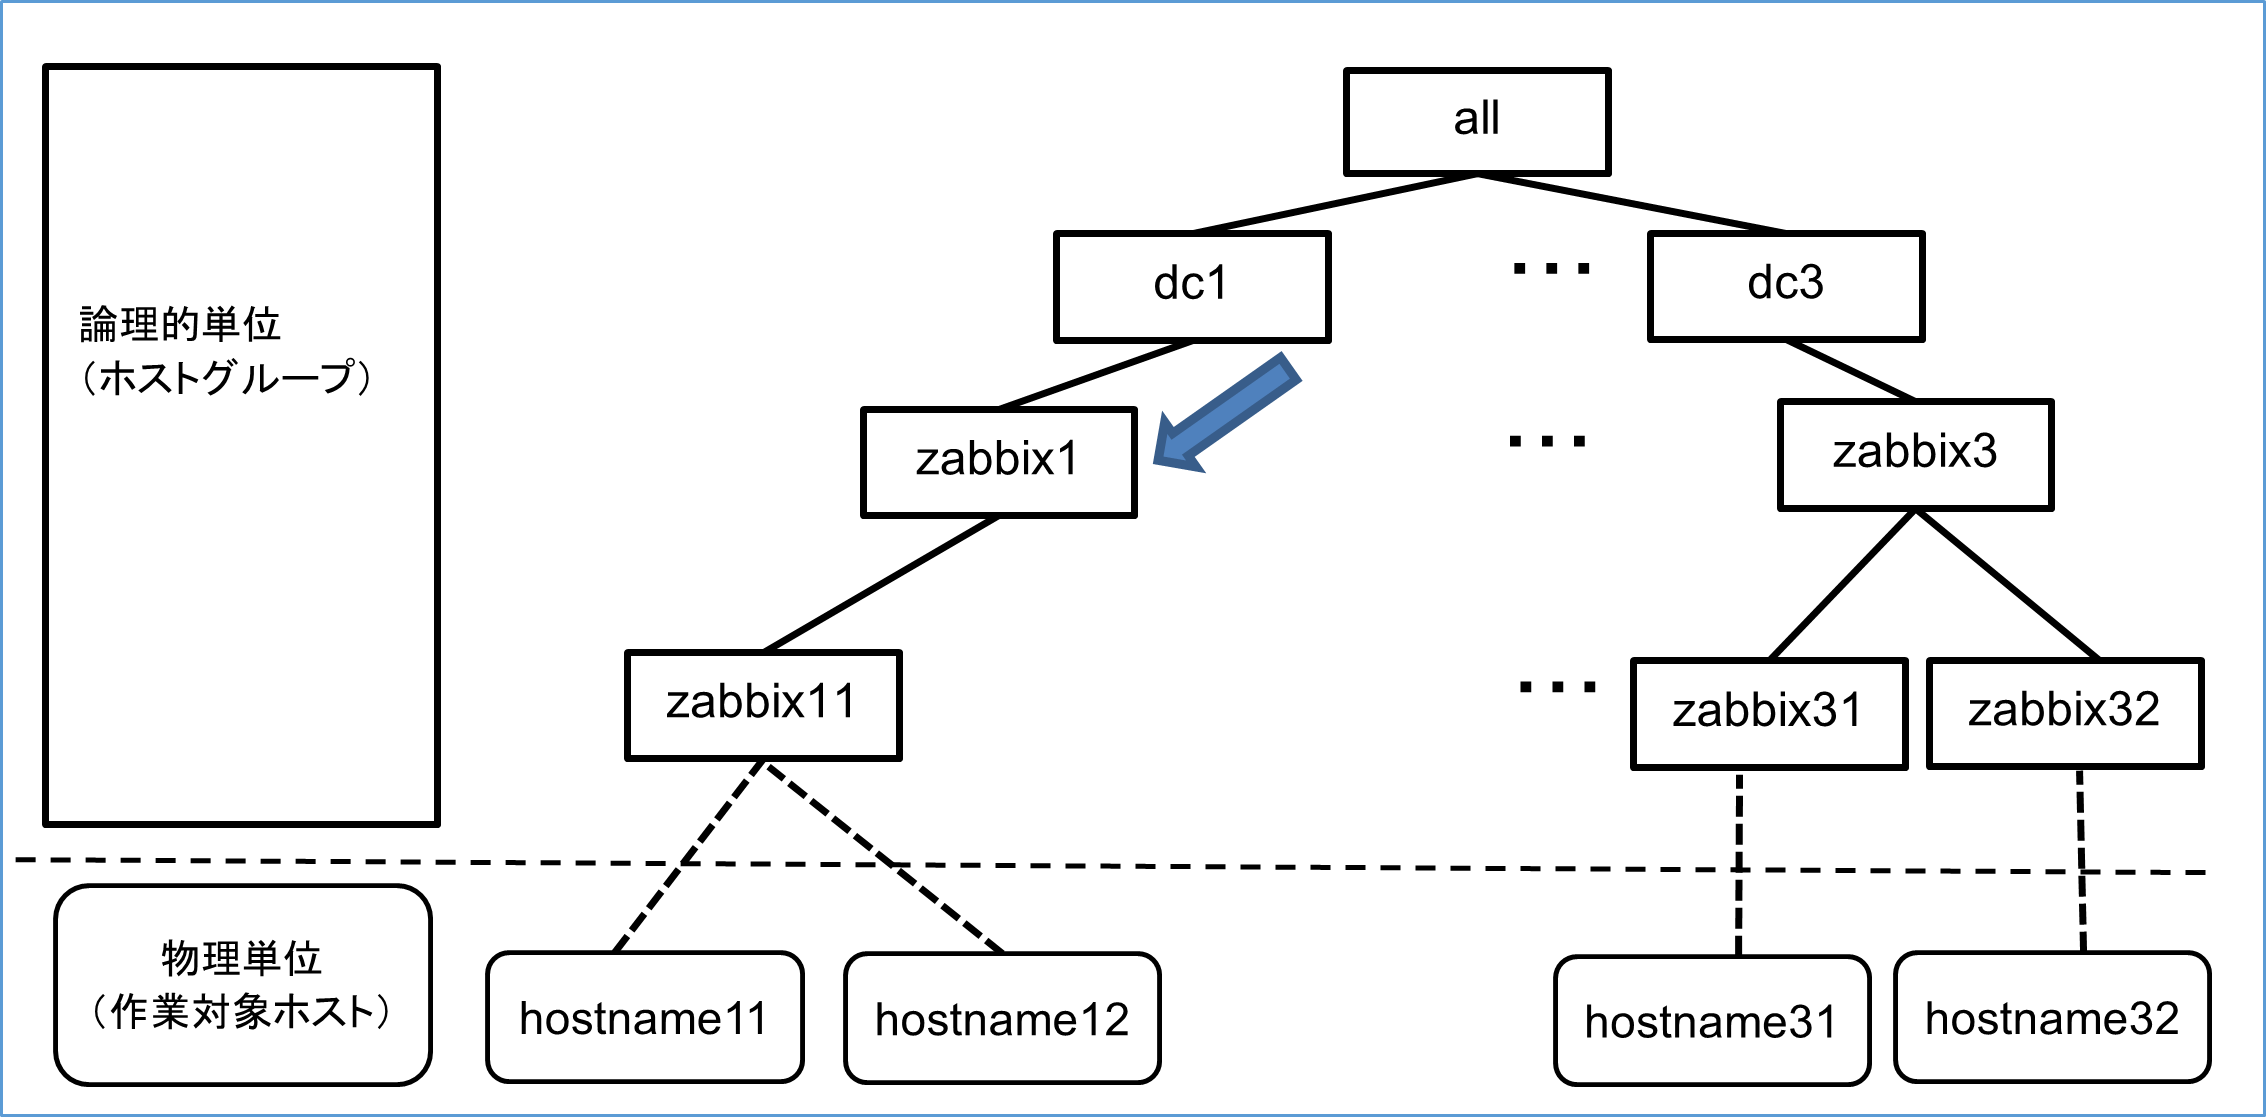 all
dc1
...
dc3
論理的単位
（ホストグループ）
zabbix1
...
zabbix3
zabbix11
...
zabbix31
zabbix32
物理単位
（作業対象ホスト）
hostname11
hostname12
hostname31
hostname32